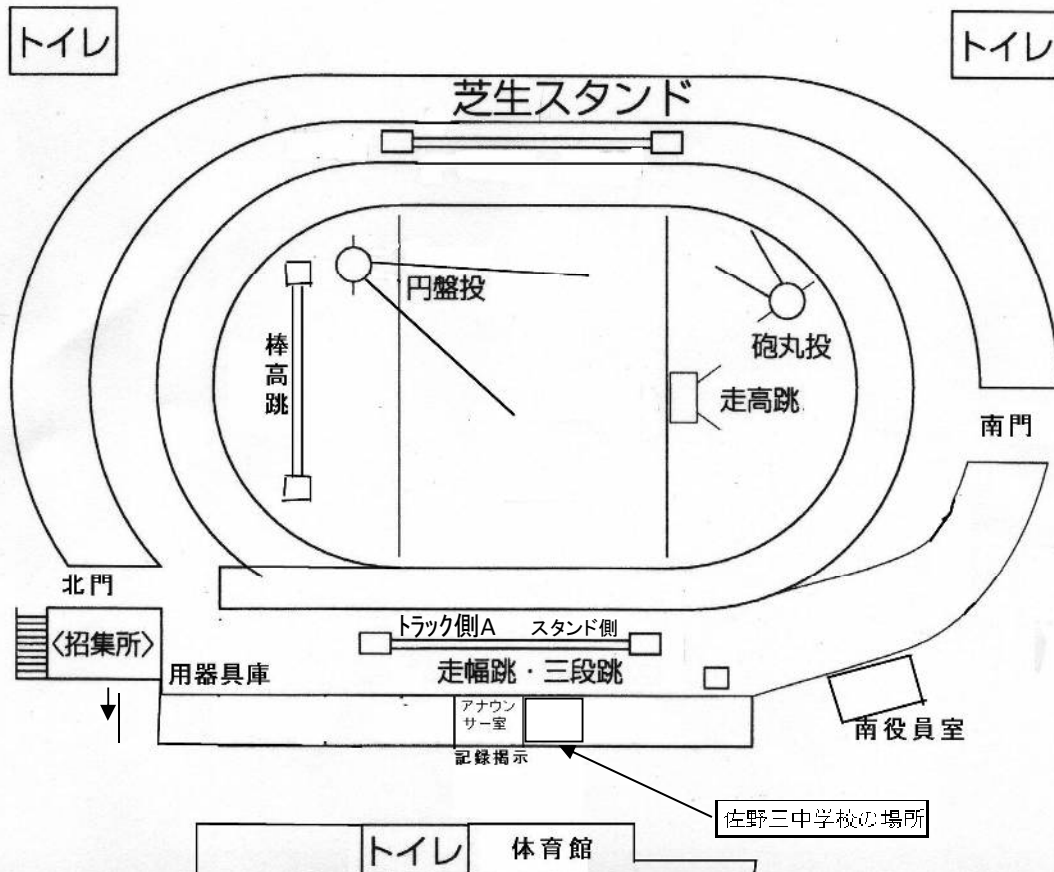 トイレ
トイレ
芝生スタンド
円盤投
棒高跳
砲丸投
走高跳
南門
北門
〈招集所〉
トラック側A スタンド側
用器具庫
走幅跳・三段跳
アナウン
サー室
南役員室
記録掲示
佐野三中学校の場所
トイレ
体育館